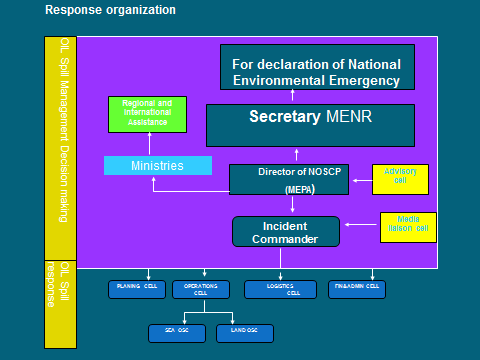 Response organization
OIL Spill Management Decision making
For declaration of National
Environmental Emergency
Regional and
International
Assistance
Secretary MENR
Ministries
Director of NOSCP
(MEPA)
Advisory
cell
Incident
Commander
Media
liaison cell
OIL Spill
response
PLANING CELL
OPERATIONS
CELL
LOGISTICS
CELL
FIN&ADMIN CELL
SEA OSC
LAND OSC